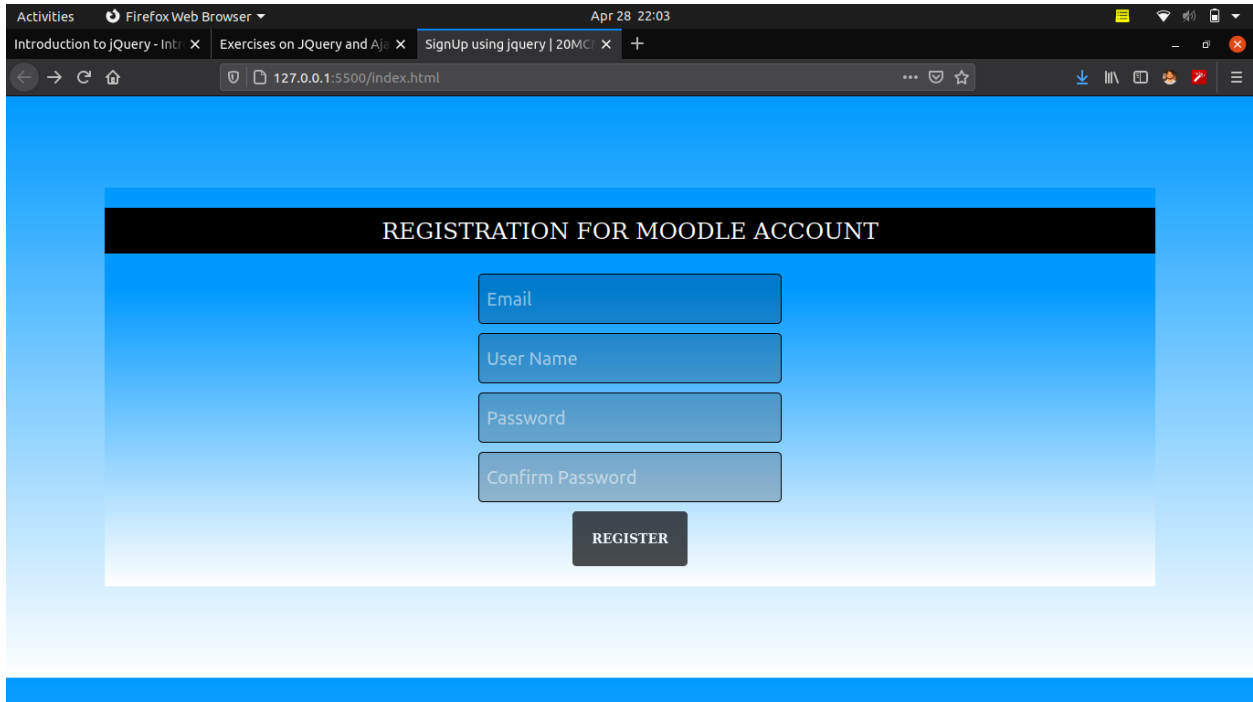 Activities Firefox Web Browser Apr 28 22:03
Introduction to jQuery - Intr Exercises on JQuery and Aja SignUp using jquery | 20MC
127.0.0.1:5500/index.html
REGISTRATION FOR MOODLE ACCOUNT
Email
User Name
Password
Confirm Password
REGISTER